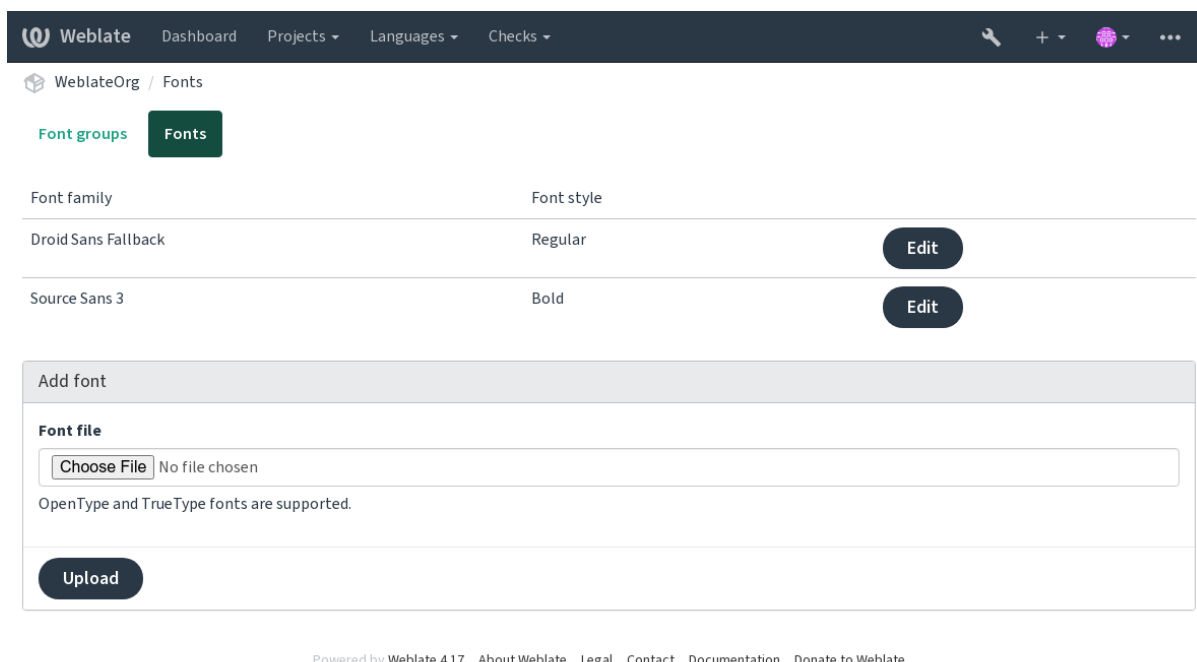 Weblate Dashboard Projects Languages Checks
WeblateOrg / Fonts
Font groups Fonts
Font family Font style
Droid Sans Fallback Regular Edit
Source Sans 3 Bold Edit
Add font
Font file
Choose File No file chosen
OpenType and TrueType fonts are supported.
Upload
Powered by Weblate 4.17 About Weblate Legal Contact Documentation Donate to Weblate